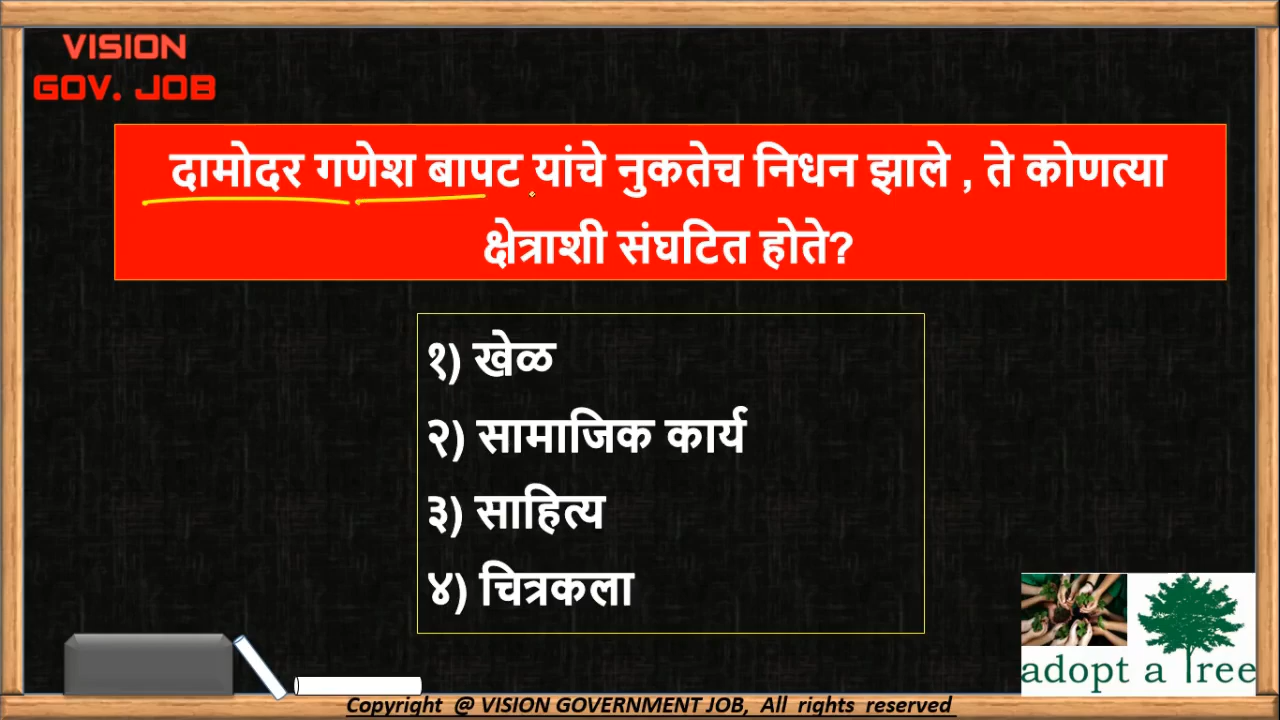 VISION
GOV. JOB
दामोदर गणेश बापट यांचे नुकतेच निधन झाले , ते कोणत्या
क्षेत्राशी संघटित होते?
१) खेळ
२) सामाजिक कार्य
३) साहित्य
४) चित्रकला
adopt a Tree
Copyright @ VISION GOVERNMENT JOB, All rights reserved